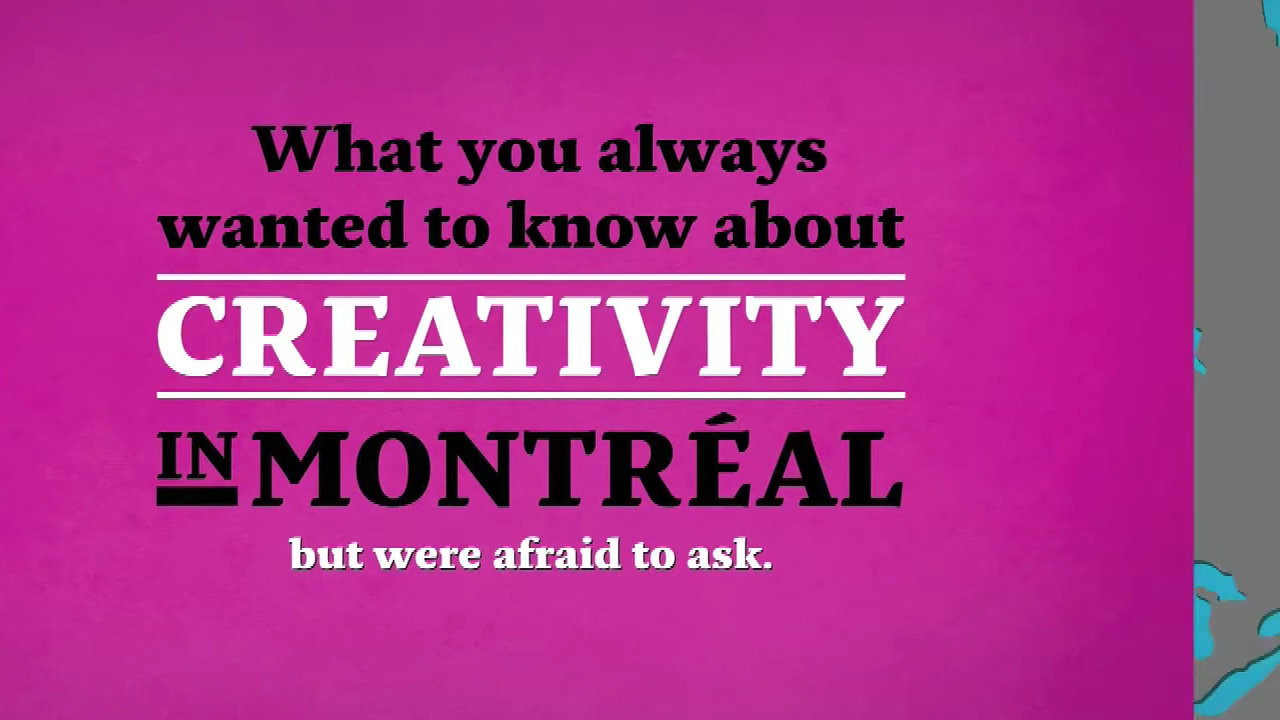 What you always
wanted to know about
CREATIVITY
IN MONTRÉAL
but were afraid to ask.